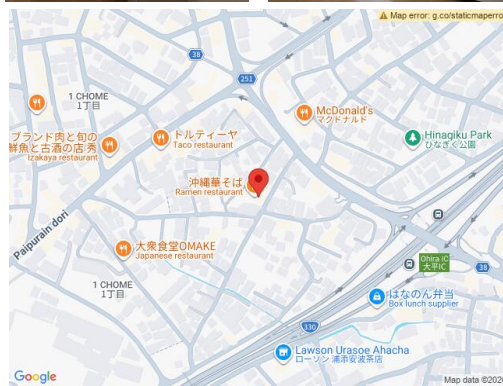 Map error: g.co/staticmaperro
38
251
1 CHOME
1丁目
McDonald's
マクドナルド
Hinagiku Park
ひなぎく公園
ブランド肉と旬の
鮮魚と古酒の店 秀
Izakaya restaurant
トルティーヤ
Taco restaurant
沖縄華そば
Ramen restaurant
Paipurain dori
大衆食堂OMAKE
Japanese restaurant
Ohira IC
大平IC
38
1 CHOME
1丁目
はなのん弁当
Box lunch supplier
330
Lawson Urasoe Ahacha
ローソン 浦添安波茶店
Google
Map data ©202